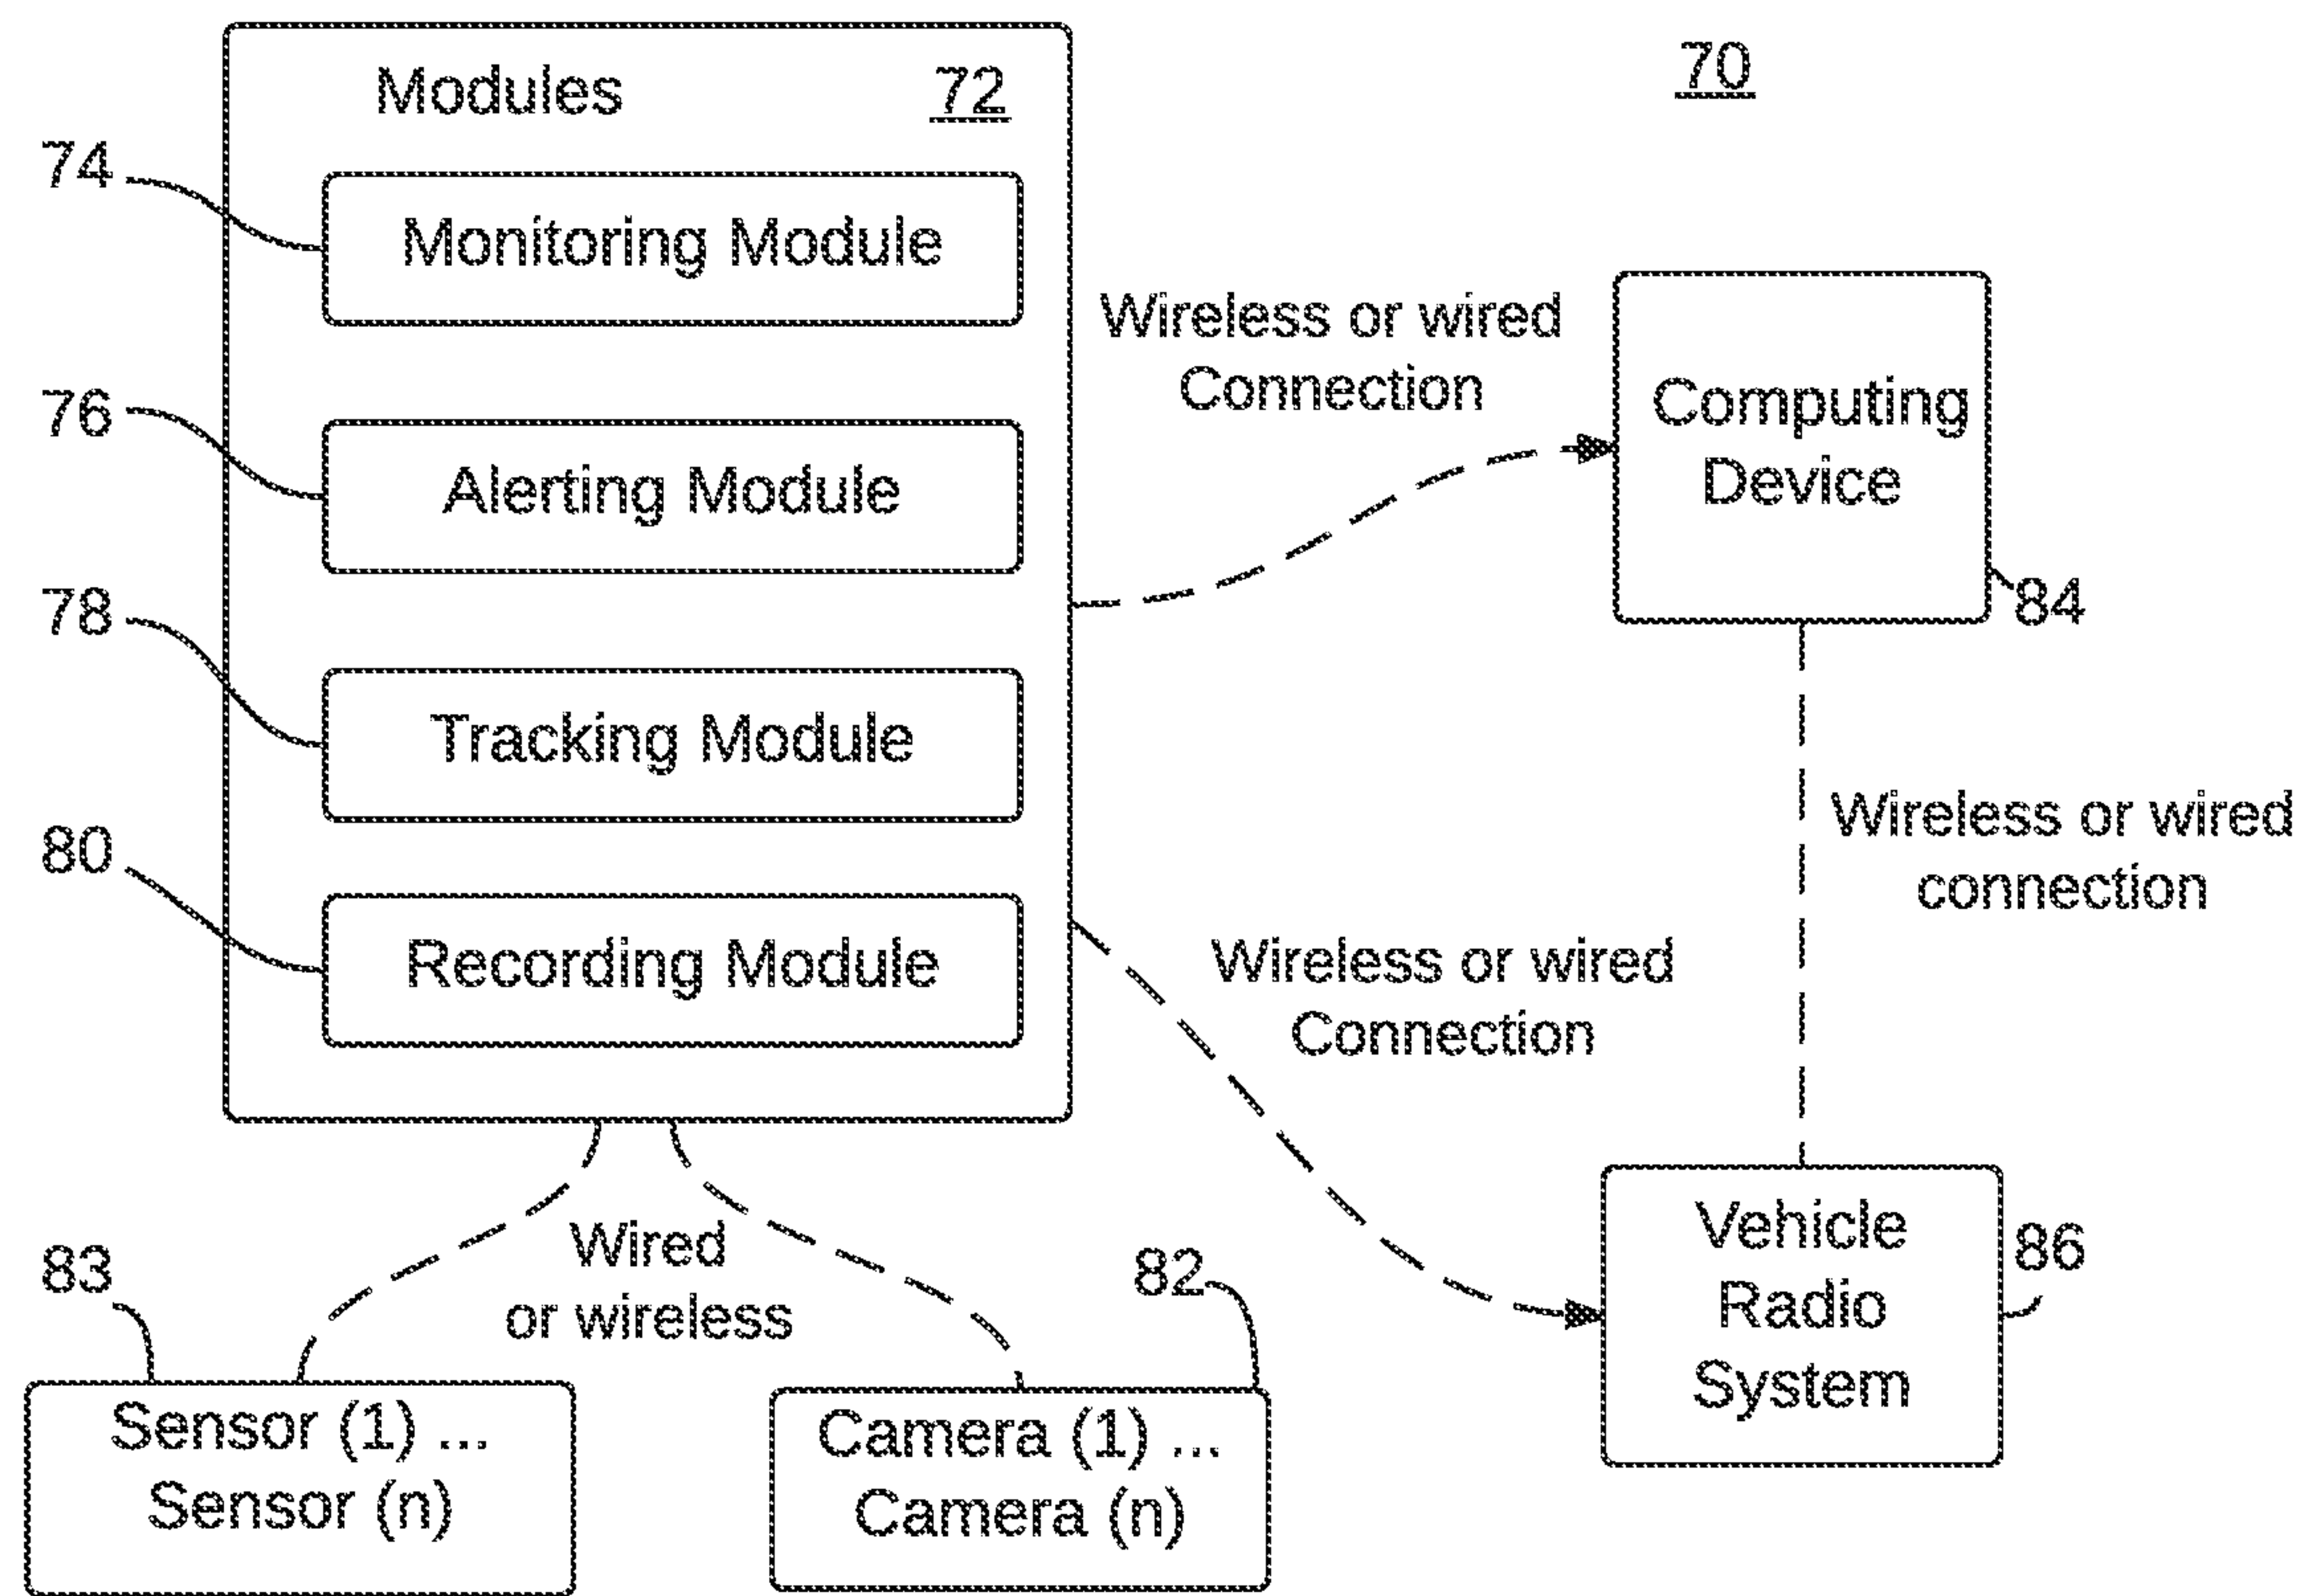 Modules 72
70
74
Monitoring Module
Wireless or wired
Connection
Computing
Device
76
Alerting Module
84
78
Tracking Module
Wireless or wired
connection
80
Recording Module
Wireless or wired
Connection
Vehicle
Radio
System
86
Wired
or wireless
83
82
Sensor (1) ...
Sensor (n)
Camera (1) ...
Camera (n)